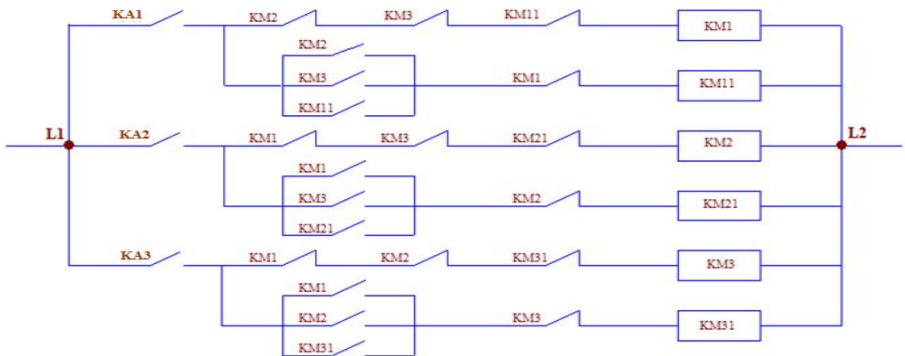 KA1 KM2 KM3 KM11 KM1
KM2
KM3 KM1 KM11
KM11
L1 KA2 KM1 KM3 KM21 KM2 L2
KM1
KM3 KM2 KM21
KM21
KA3 KM1 KM2 KM31 KM3
KM1
KM2 KM3 KM31
KM31